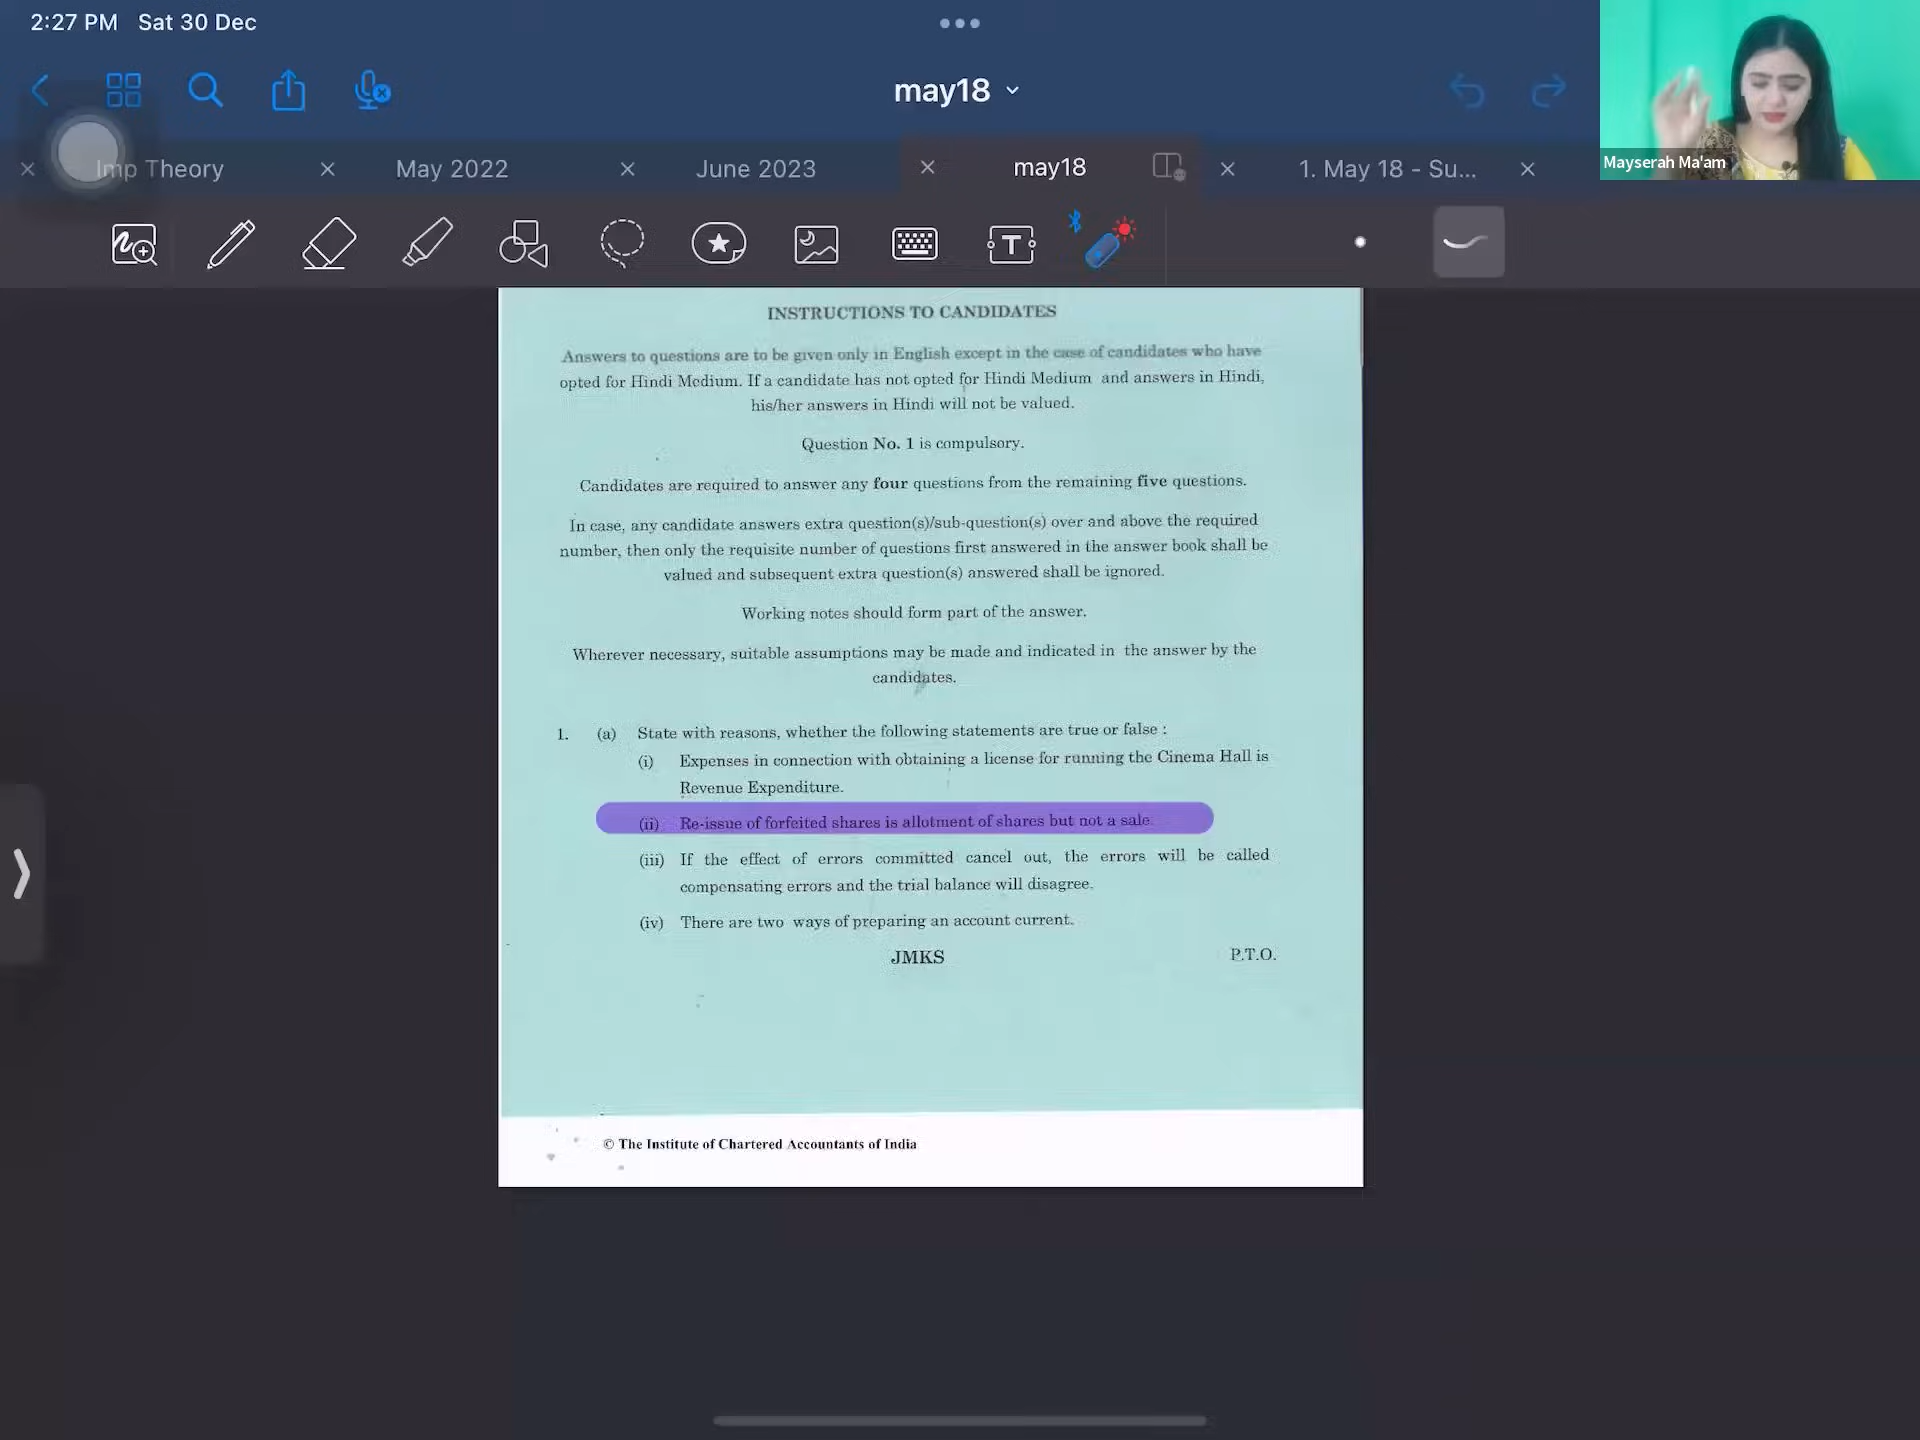 2:27 PM Sat 30 Dec
may18
Imp Theory
May 2022
June 2023
may18
1. May 18 - Su...
Mayserah Ma'am
INSTRUCTIONS TO CANDIDATES
Answers to questions are to be given only in English except in the case of candidates who have
opted for Hindi Medium. If a candidate has not opted for Hindi Medium and answers in Hindi,
his/her answers in Hindi will not be valued.
Question No. 1 is compulsory.
Candidates are required to answer any four questions from the remaining five questions.
In case, any candidate answers extra question(s)/sub-question(s) over and above the required
number, then only the requisite number of questions first answered in the answer book shall be
valued and subsequent extra question(s) answered shall be ignored.
Working notes should form part of the answer.
Wherever necessary, suitable assumptions may be made and indicated in the answer by the
candidates.
1. (a) State with reasons, whether the following statements are true or false :
(i) Expenses in connection with obtaining a license for running the Cinema Hall is
Revenue Expenditure.
(ii) Re-issue of forfeited shares is allotment of shares but not a sale.
(iii) If the effect of errors committed cancel out, the errors will be called
compensating errors and the trial balance will disagree.
(iv) There are two ways of preparing an account current.
JMKS P.T.O.
© The Institute of Chartered Accountants of India